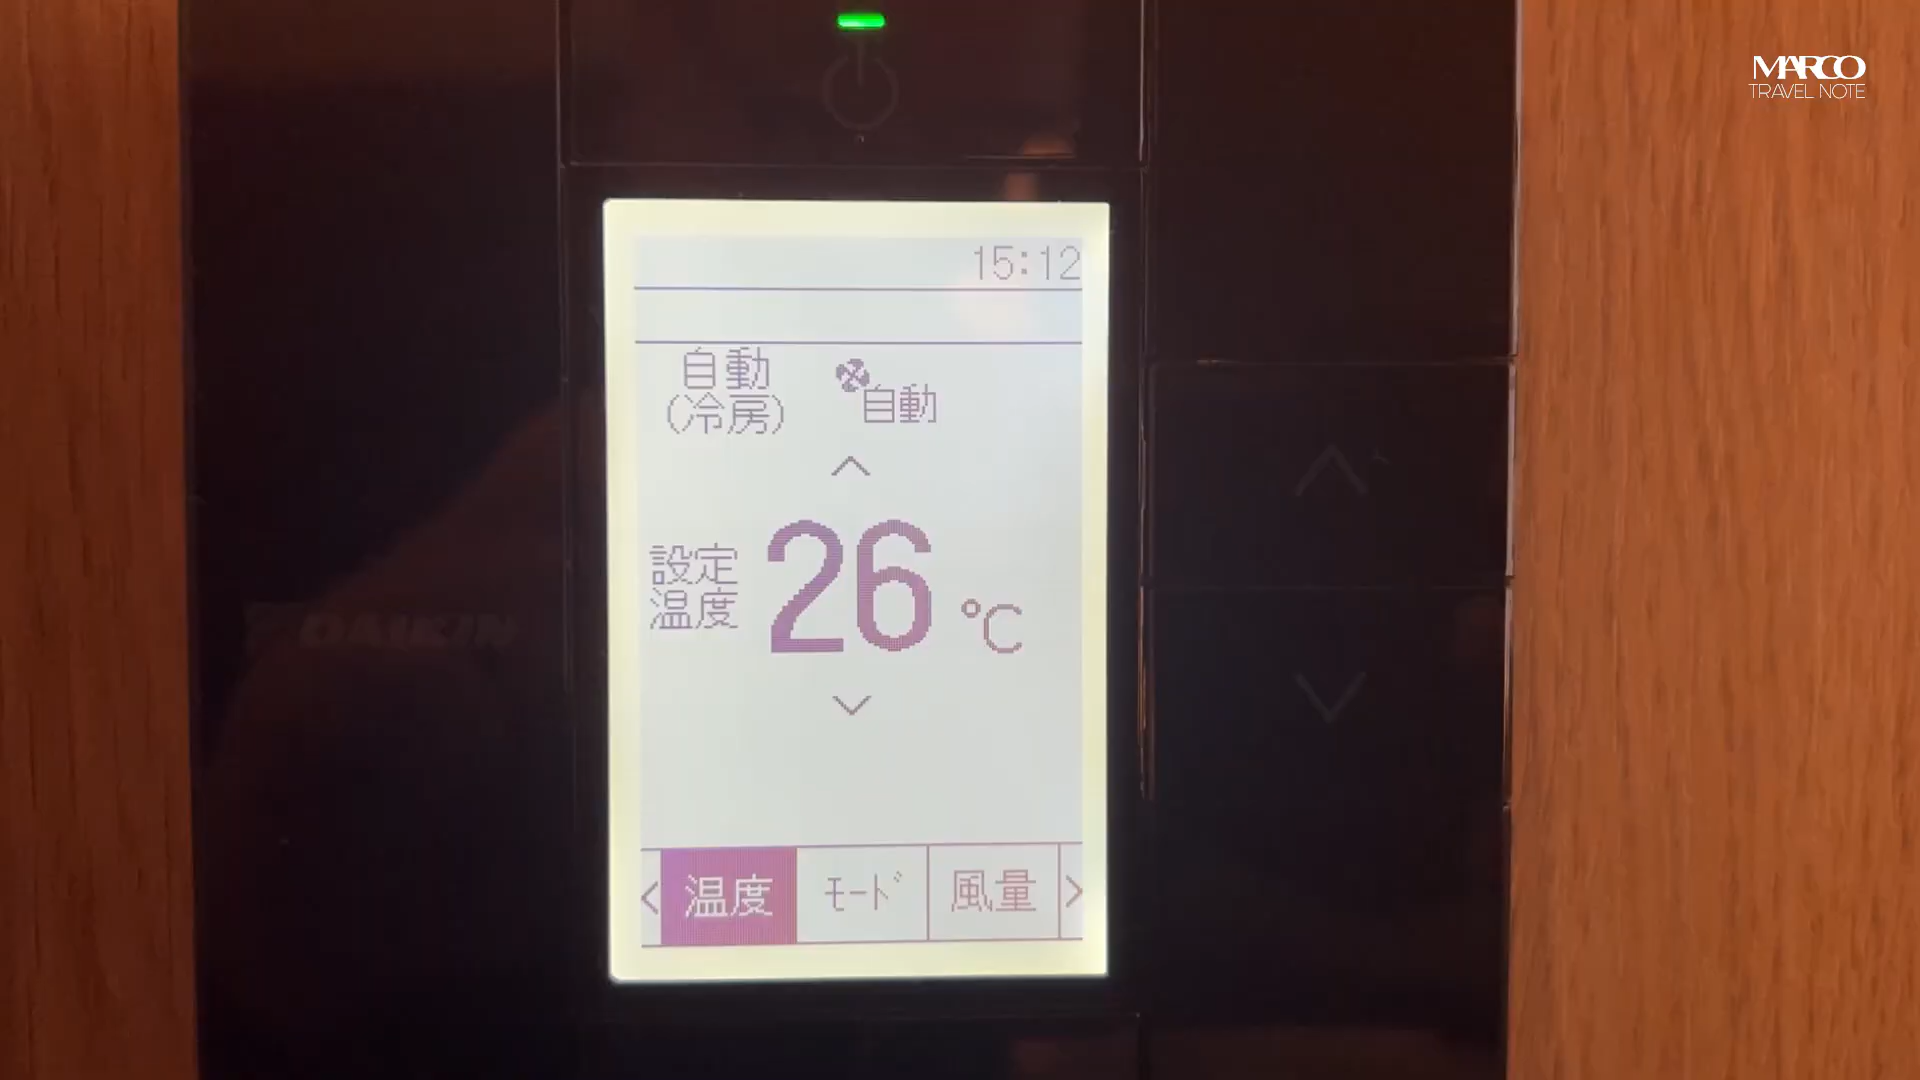 MARCO
TRAVEL NOTE
15:12
自動
(冷房)
自動
設定
温度
26 °C
DAIKIN
温度
モード
風量